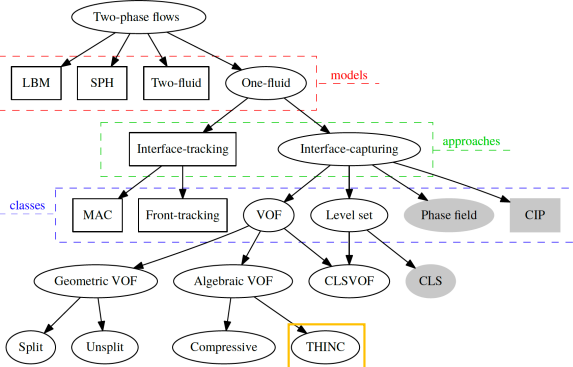 Two-phase flows
LBM
SPH
Two-fluid
One-fluid
models
Interface-tracking
Interface-capturing
approaches
classes
MAC
Front-tracking
VOF
Level set
Phase field
CIP
Geometric VOF
Algebraic VOF
CLSVOF
CLS
Split
Unsplit
Compressive
THINC